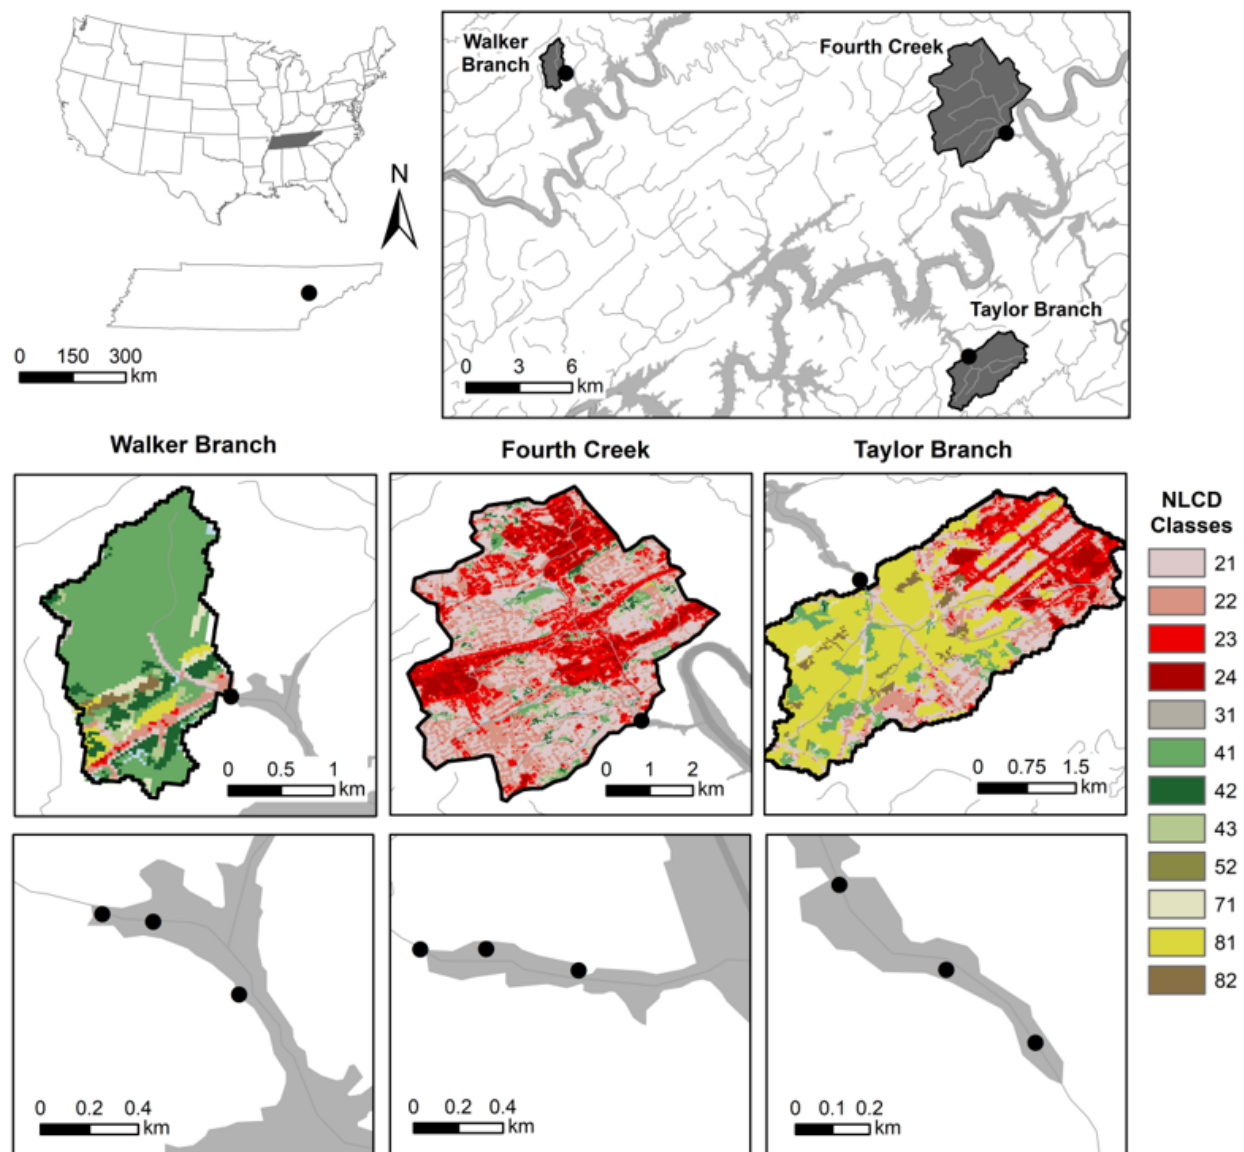 N
0 150 300
km
Walker
Branch
Fourth Creek
Taylor Branch
0 3 6
km
Walker Branch
Fourth Creek
Taylor Branch
0 0.5 1
km
0 1 2
km
0 0.75 1.5
km
NLCD
Classes
21
22
23
24
31
41
42
43
52
71
81
82
0 0.2 0.4
km
0 0.2 0.4
km
0 0.1 0.2
km